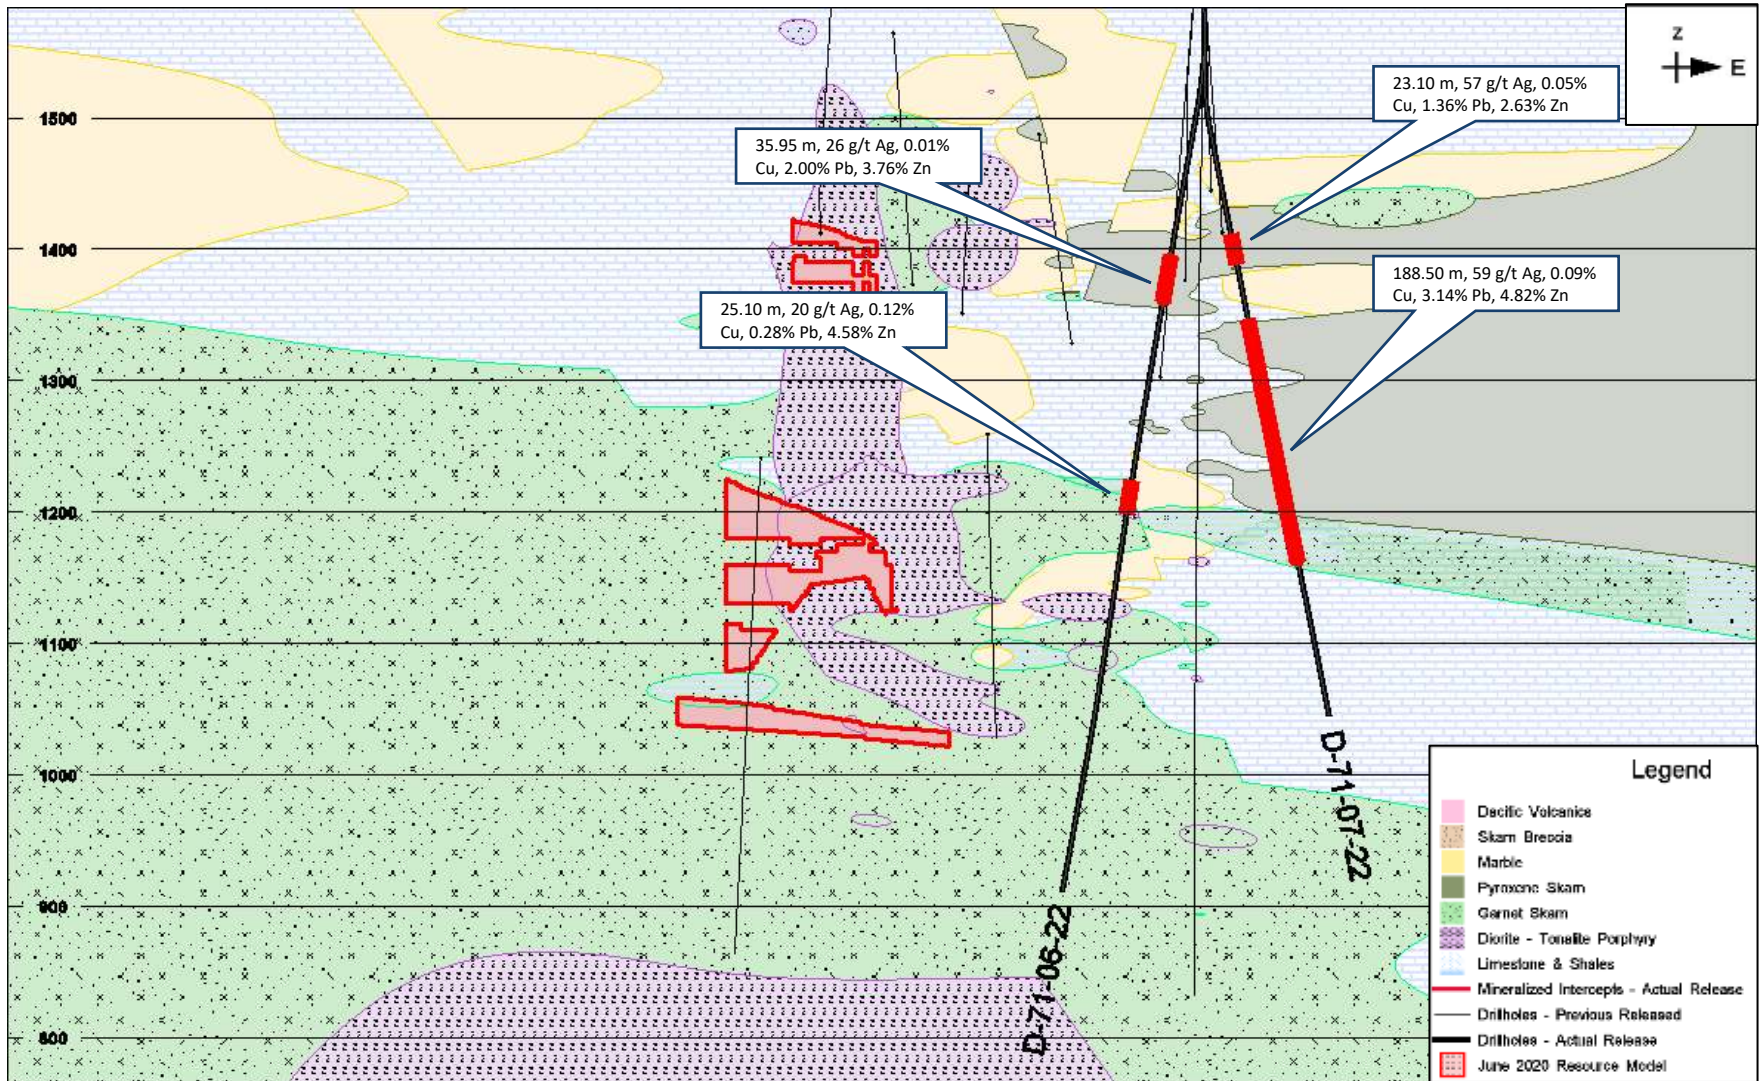 Z
E
23.10 m, 57 g/t Ag, 0.05%
Cu, 1.36% Pb, 2.63% Zn
35.95 m, 26 g/t Ag, 0.01%
Cu, 2.00% Pb, 3.76% Zn
188.50 m, 59 g/t Ag, 0.09%
Cu, 3.14% Pb, 4.82% Zn
25.10 m, 20 g/t Ag, 0.12%
Cu, 0.28% Pb, 4.58% Zn
1500
1400
1300
1200
1100
1000
900
800
D-71-06-22
D-71-07-22
Legend
Dacitic Volcanics
Skarn Breccia
Marble
Pyroxene Skarn
Garnet Skarn
Diorite - Tonalite Porphyry
Limestone & Shales
Mineralized Intercepts - Actual Release
Drillholes - Previous Released
Drillholes - Actual Release
June 2020 Resource Model